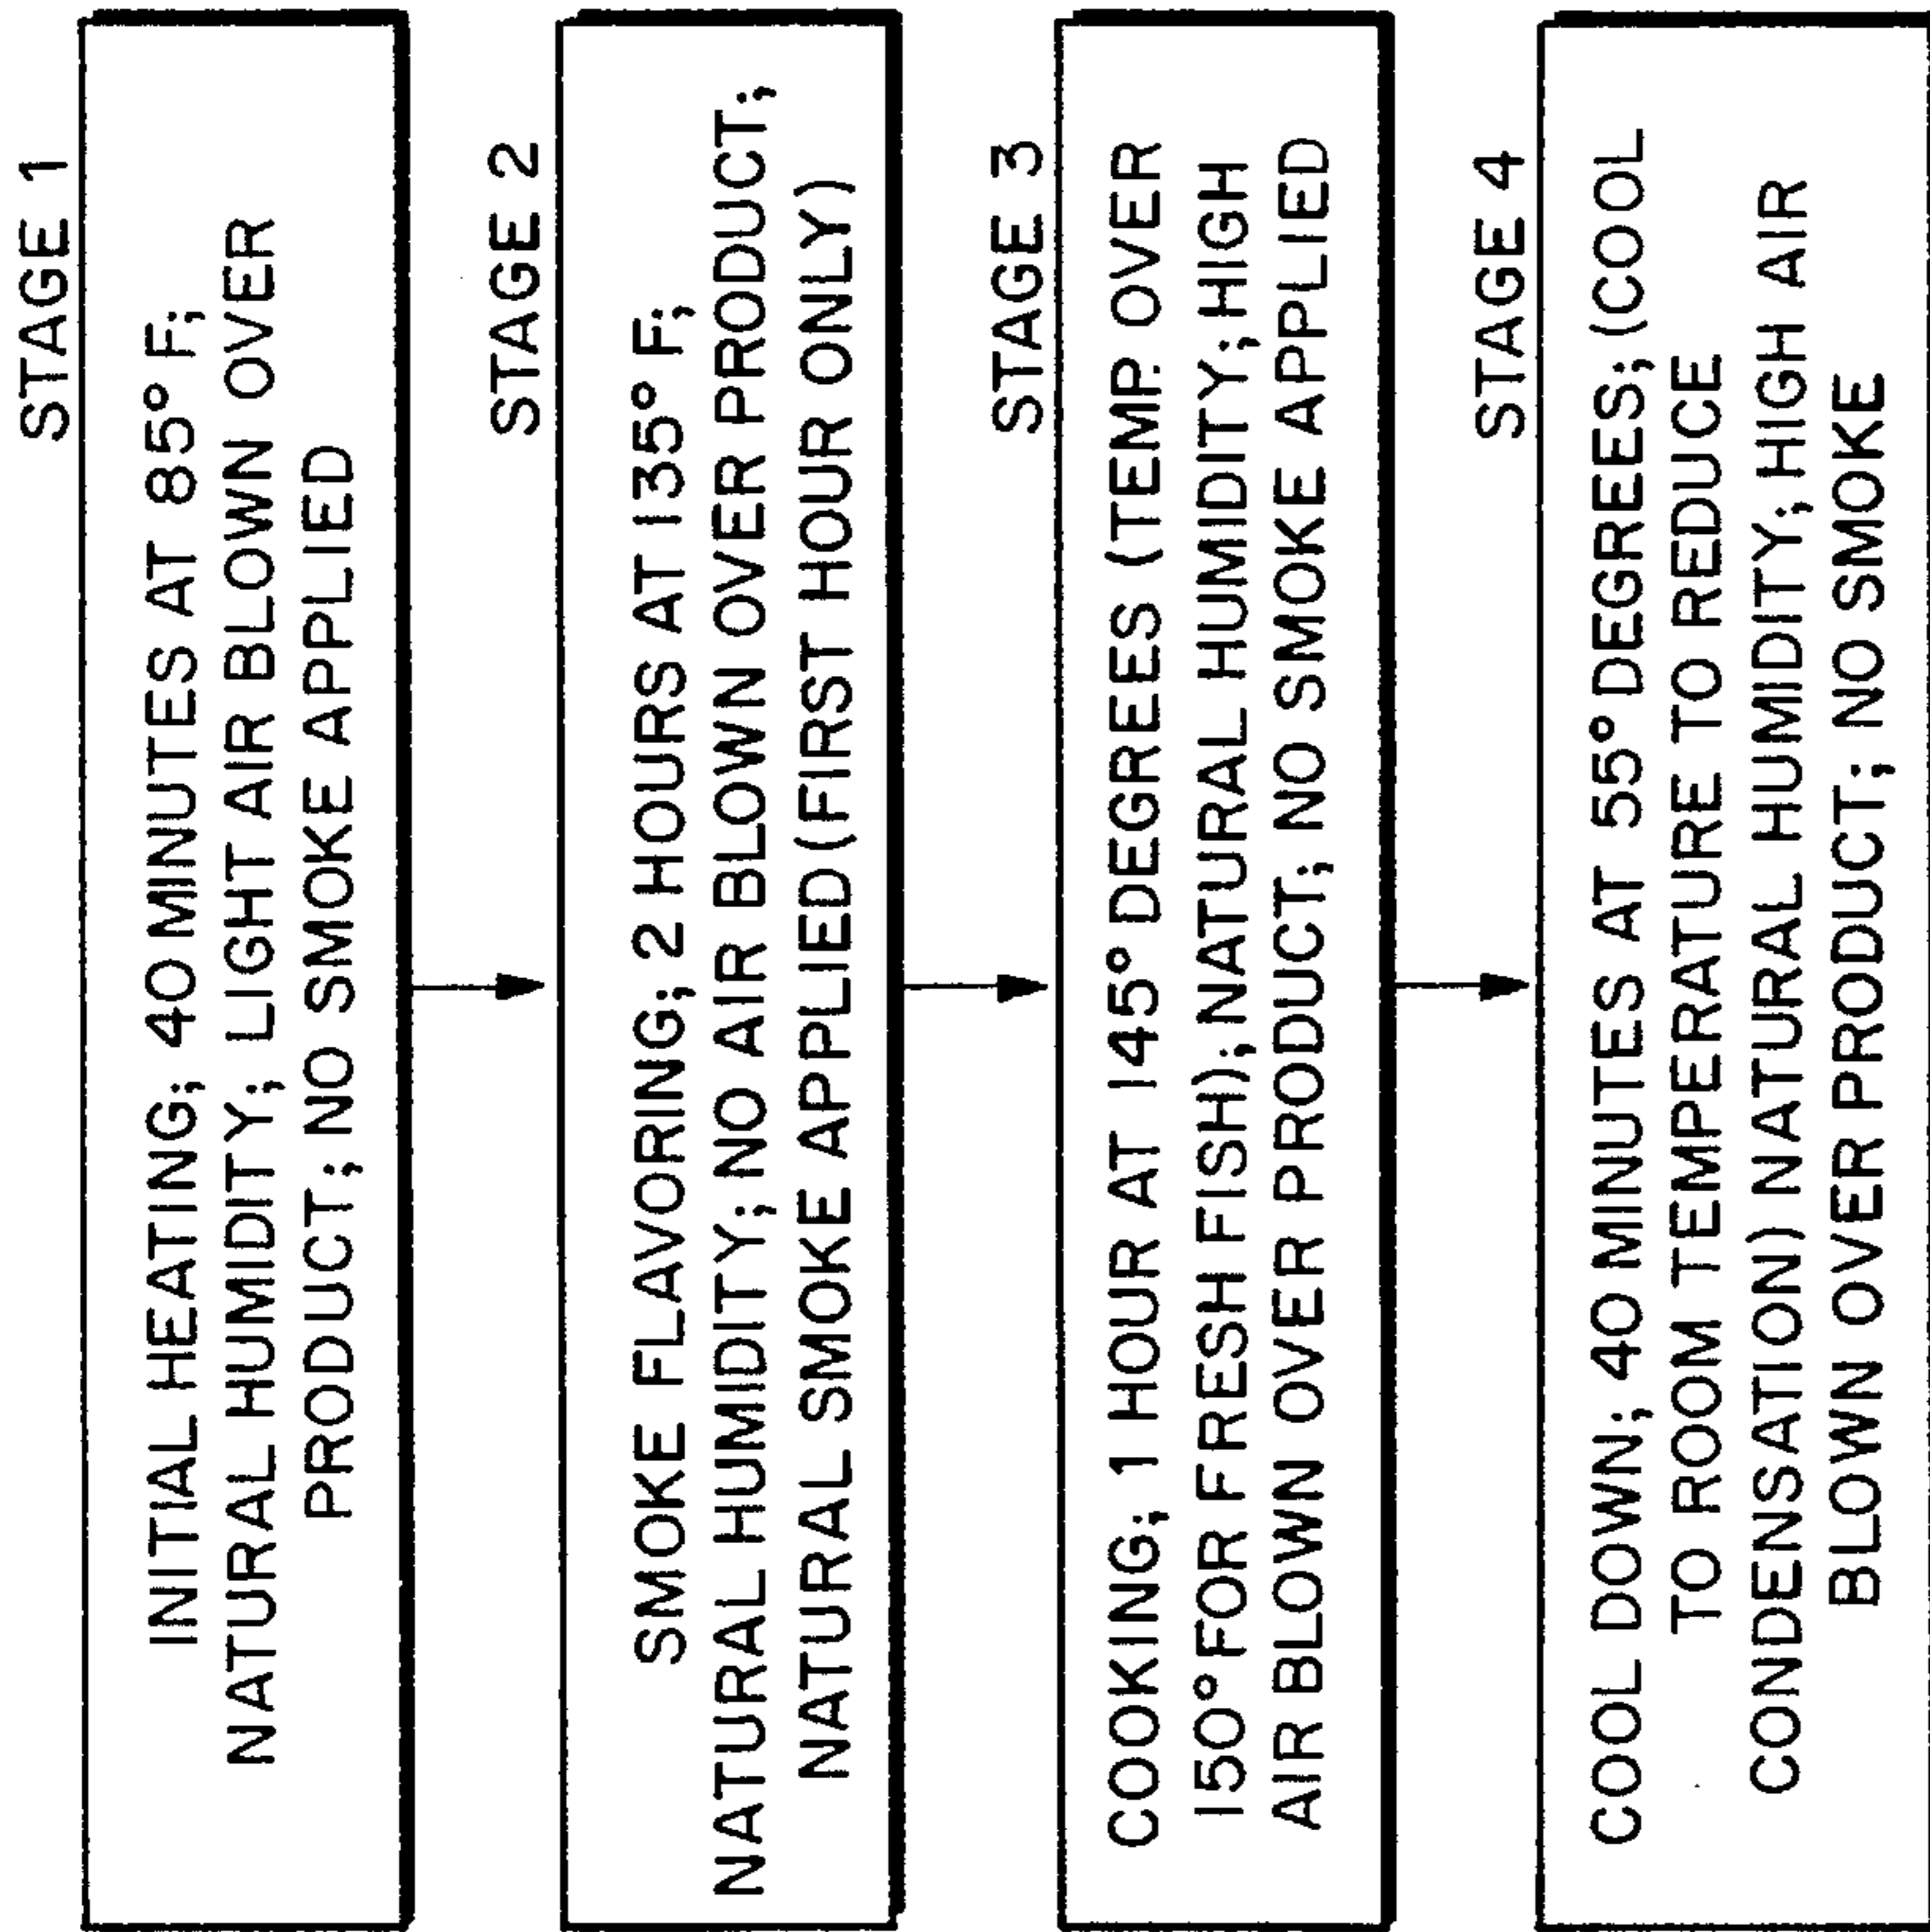 STAGE 1
INITIAL HEATING; 40 MINUTES AT 85° F;
NATURAL HUMIDITY; LIGHT AIR BLOWN OVER
PRODUCT; NO SMOKE APPLIED
STAGE 2
SMOKE FLAVORING; 2 HOURS AT 135° F;
NATURAL HUMIDITY; NO AIR BLOWN OVER PRODUCT;
NATURAL SMOKE APPLIED (FIRST HOUR ONLY)
STAGE 3
COOKING; 1 HOUR AT 145° DEGREES (TEMP. OVER
150° FOR FRESH FISH); NATURAL HUMIDITY; HIGH
AIR BLOWN OVER PRODUCT; NO SMOKE APPLIED
STAGE 4
COOL DOWN; 40 MINUTES AT 55° DEGREES; (COOL
TO ROOM TEMPERATURE TO REDUCE
CONDENSATION) NATURAL HUMIDITY; HIGH AIR
BLOWN OVER PRODUCT; NO SMOKE